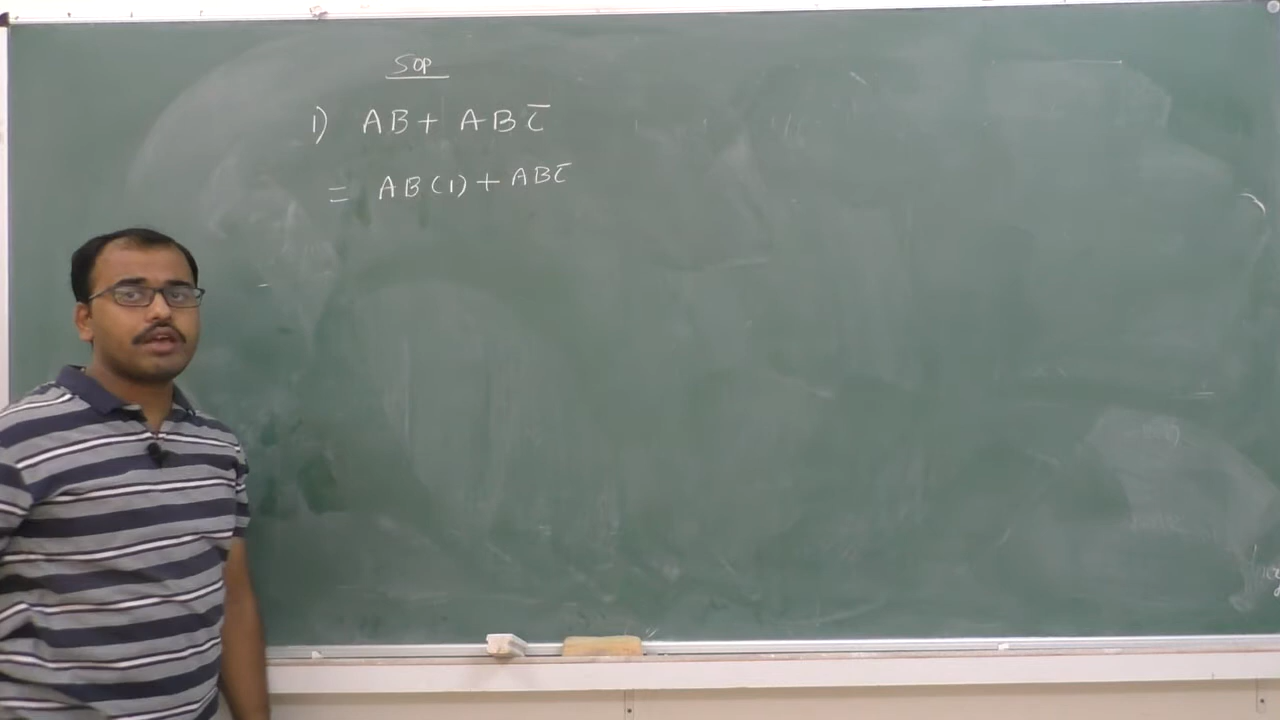 SOP
1) AB + ABC̅
= AB(1) + ABC̅